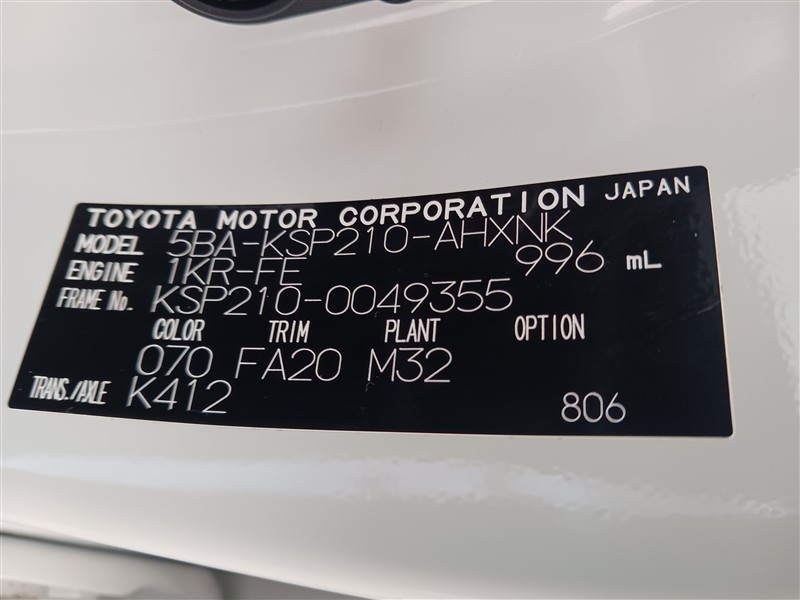 TOYOTA MOTOR CORPORATION JAPAN
MODEL 5BA-KSP210-AHXNK
ENGINE 1KR-FE 996 mL
FRAME No. KSP210-0049355
COLOR TRIM PLANT OPTION
070 FA20 M32
TRANS./AXLE K412 806